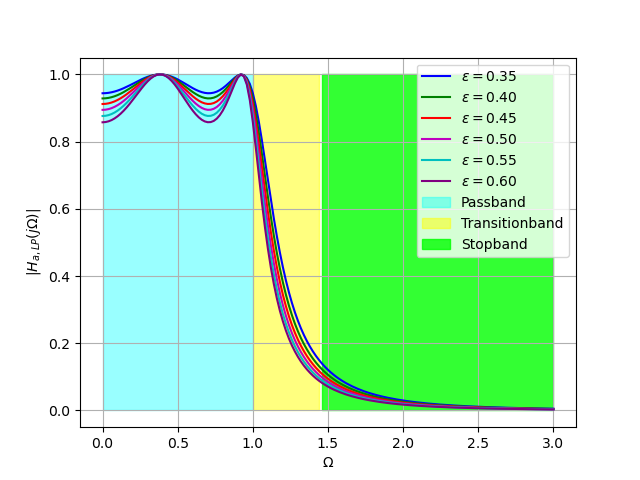 ε = 0.35
ε = 0.40
ε = 0.45
ε = 0.50
ε = 0.55
ε = 0.60
Passband
Transitionband
Stopband
|H_{a,LP}(jΩ)|
1.0
0.8
0.6
0.4
0.2
0.0
0.0 0.5 1.0 1.5 2.0 2.5 3.0
Ω